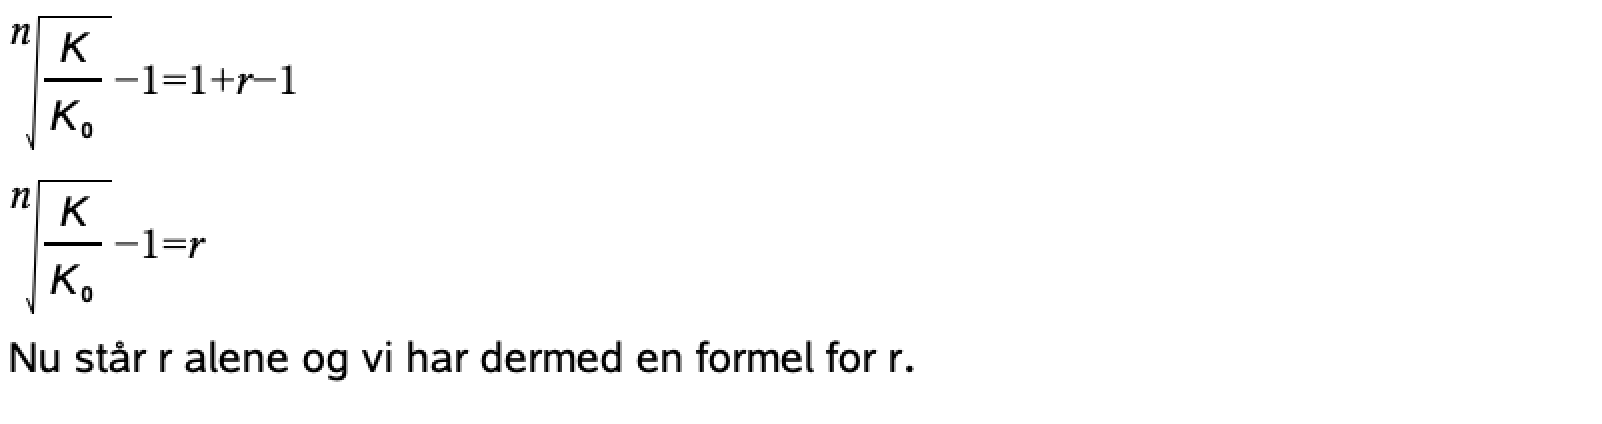 ⁿ√(K/K₀) −1=1+r−1
ⁿ√(K/K₀) −1=r
Nu står r alene og vi har dermed en formel for r.